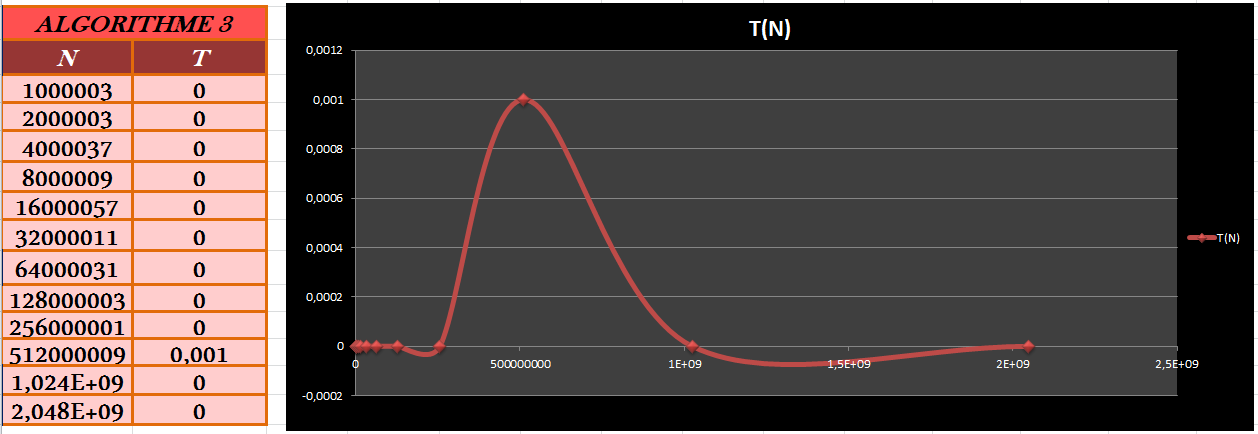 ALGORITHME 3
N T
1000003 0
2000003 0
4000037 0
8000009 0
16000057 0
32000011 0
64000031 0
128000003 0
256000001 0
512000009 0,001
1,024E+09 0
2,048E+09 0
T(N)
0,0012
0,001
0,0008
0,0006
0,0004
0,0002
0
-0,0002
0 500000000 1E+09 1,5E+09 2E+09 2,5E+09
T(N)